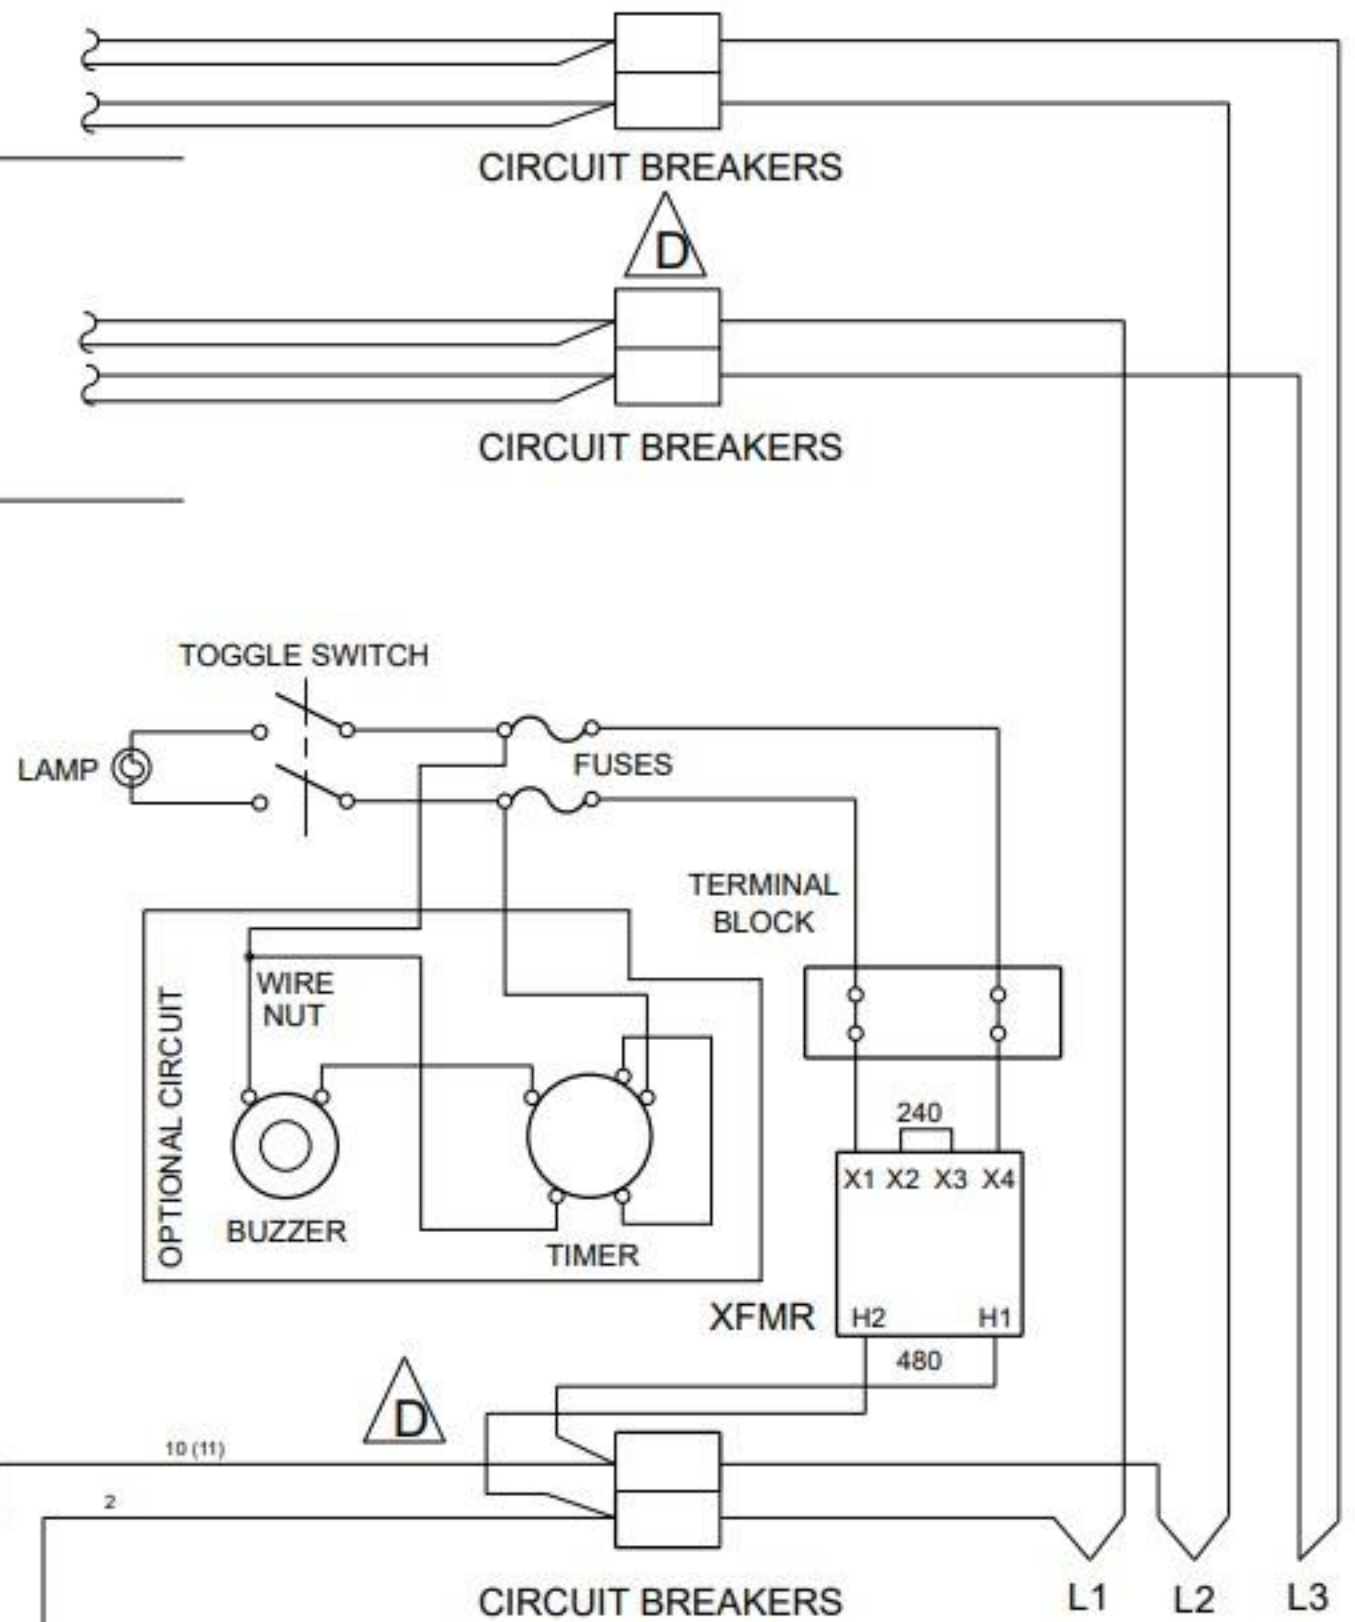 CIRCUIT BREAKERS
D
CIRCUIT BREAKERS
TOGGLE SWITCH
LAMP
FUSES
TERMINAL
BLOCK
OPTIONAL CIRCUIT
WIRE
NUT
BUZZER
TIMER
240
X1 X2 X3 X4
XFMR
H2 H1
480
D
10 (11)
2
CIRCUIT BREAKERS
L1 L2 L3